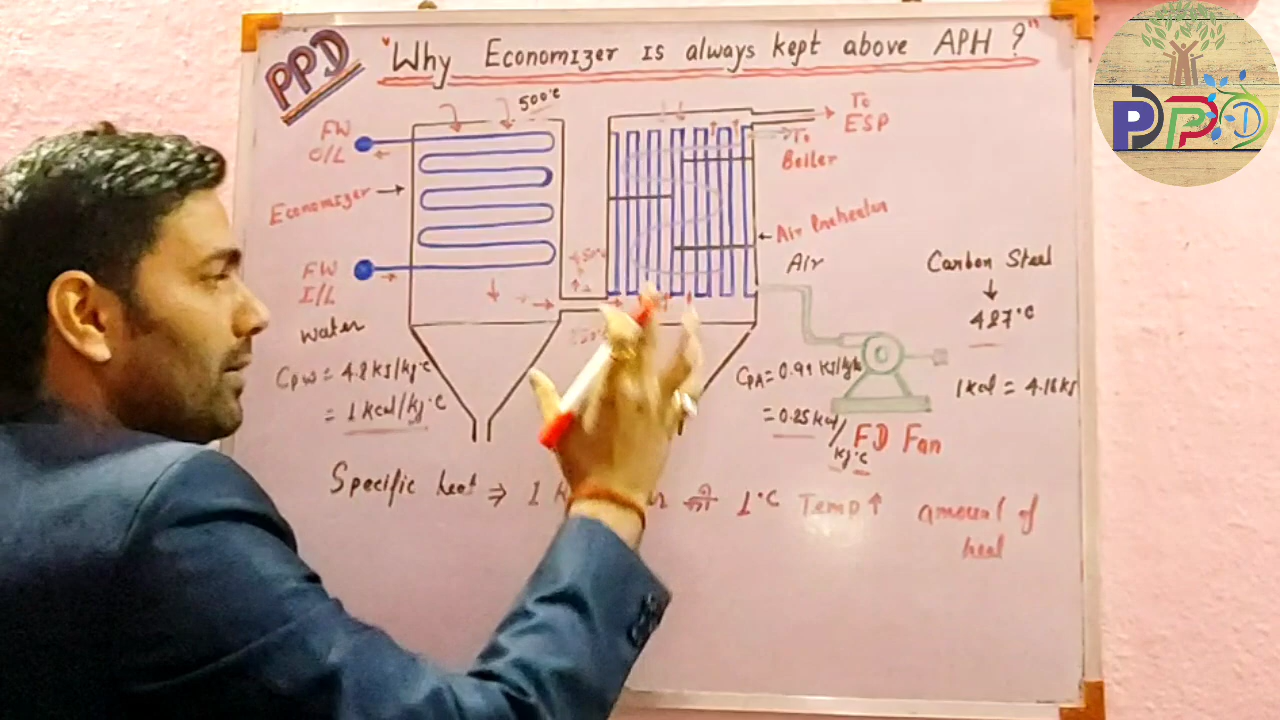 PPD
"Why Economizer is always kept above APH ?"
PPD
500°C
To
ESP
FW
O/L
To
Boiler
Economizer
Air Preheater
Air
Carbon Steel
427°C
FW
I/L
water
CPW = 4.2 KJ/kg°C
= 1 kcal/kg°C
CPA = 0.99 KJ/kg
= 0.25 kcal/
kg°C
1 kcal = 4.18 kJ
FD Fan
Specific heat ⇒ 1 की 1°C Temp ↑ amount of
heat